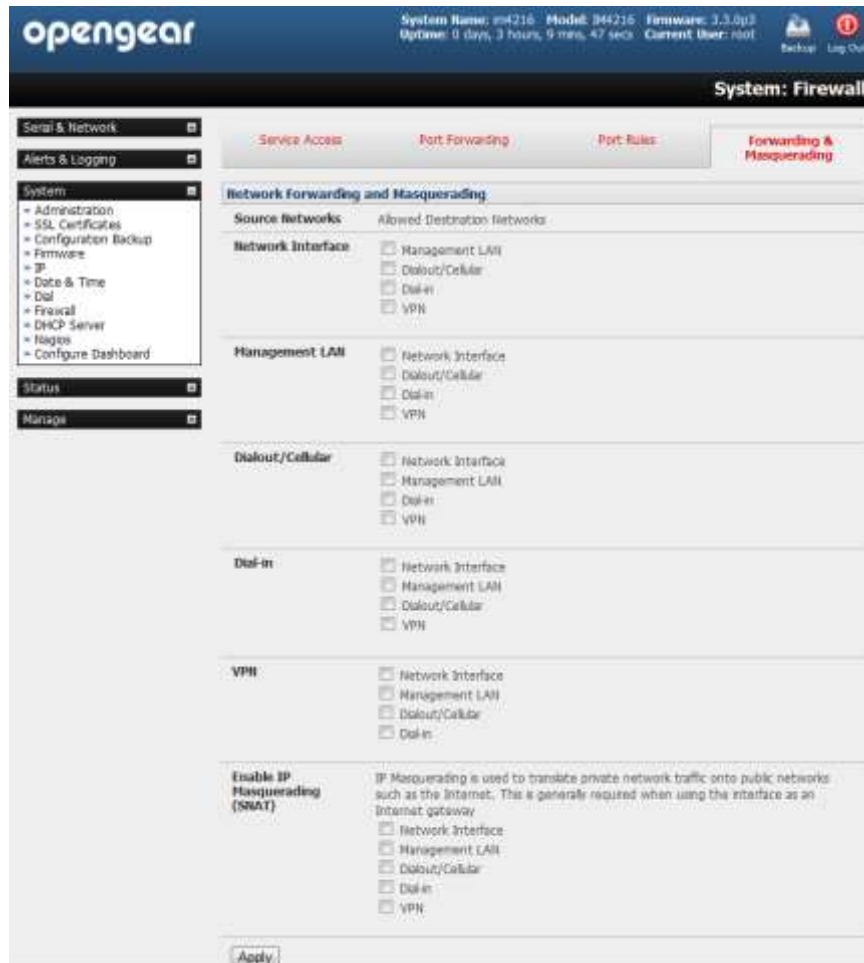 opengear
System Name: im4216 Model: IM4216 Firmware: 3.3.0p3
Uptime: 0 days, 3 hours, 9 mins, 47 secs Current User: root
Backup Log Out
System: Firewall
Serial & Network
Alerts & Logging
System
Administration
SSL Certificates
Configuration Backup
Firmware
IP
Date & Time
Dial
Firewall
DHCP Server
Nagios
Configure Dashboard
Status
Manage
Service Access
Port Forwarding
Port Rules
Forwarding &
Masquerading
Network Forwarding and Masquerading
Source Networks Allowed Destination Networks
Network Interface
Management LAN
Dialout/Cellular
Dial-in
VPN
Management LAN
Network Interface
Dialout/Cellular
Dial-in
VPN
Dialout/Cellular
Network Interface
Management LAN
Dial-in
VPN
Dial-in
Network Interface
Management LAN
Dialout/Cellular
VPN
VPN
Network Interface
Management LAN
Dialout/Cellular
Dial-in
Enable IP
Masquerading
(SNAT)
IP Masquerading is used to translate private network traffic onto public networks
such as the Internet. This is generally required when using the interface as an
Internet gateway
Network Interface
Management LAN
Dialout/Cellular
Dial-in
VPN
Apply